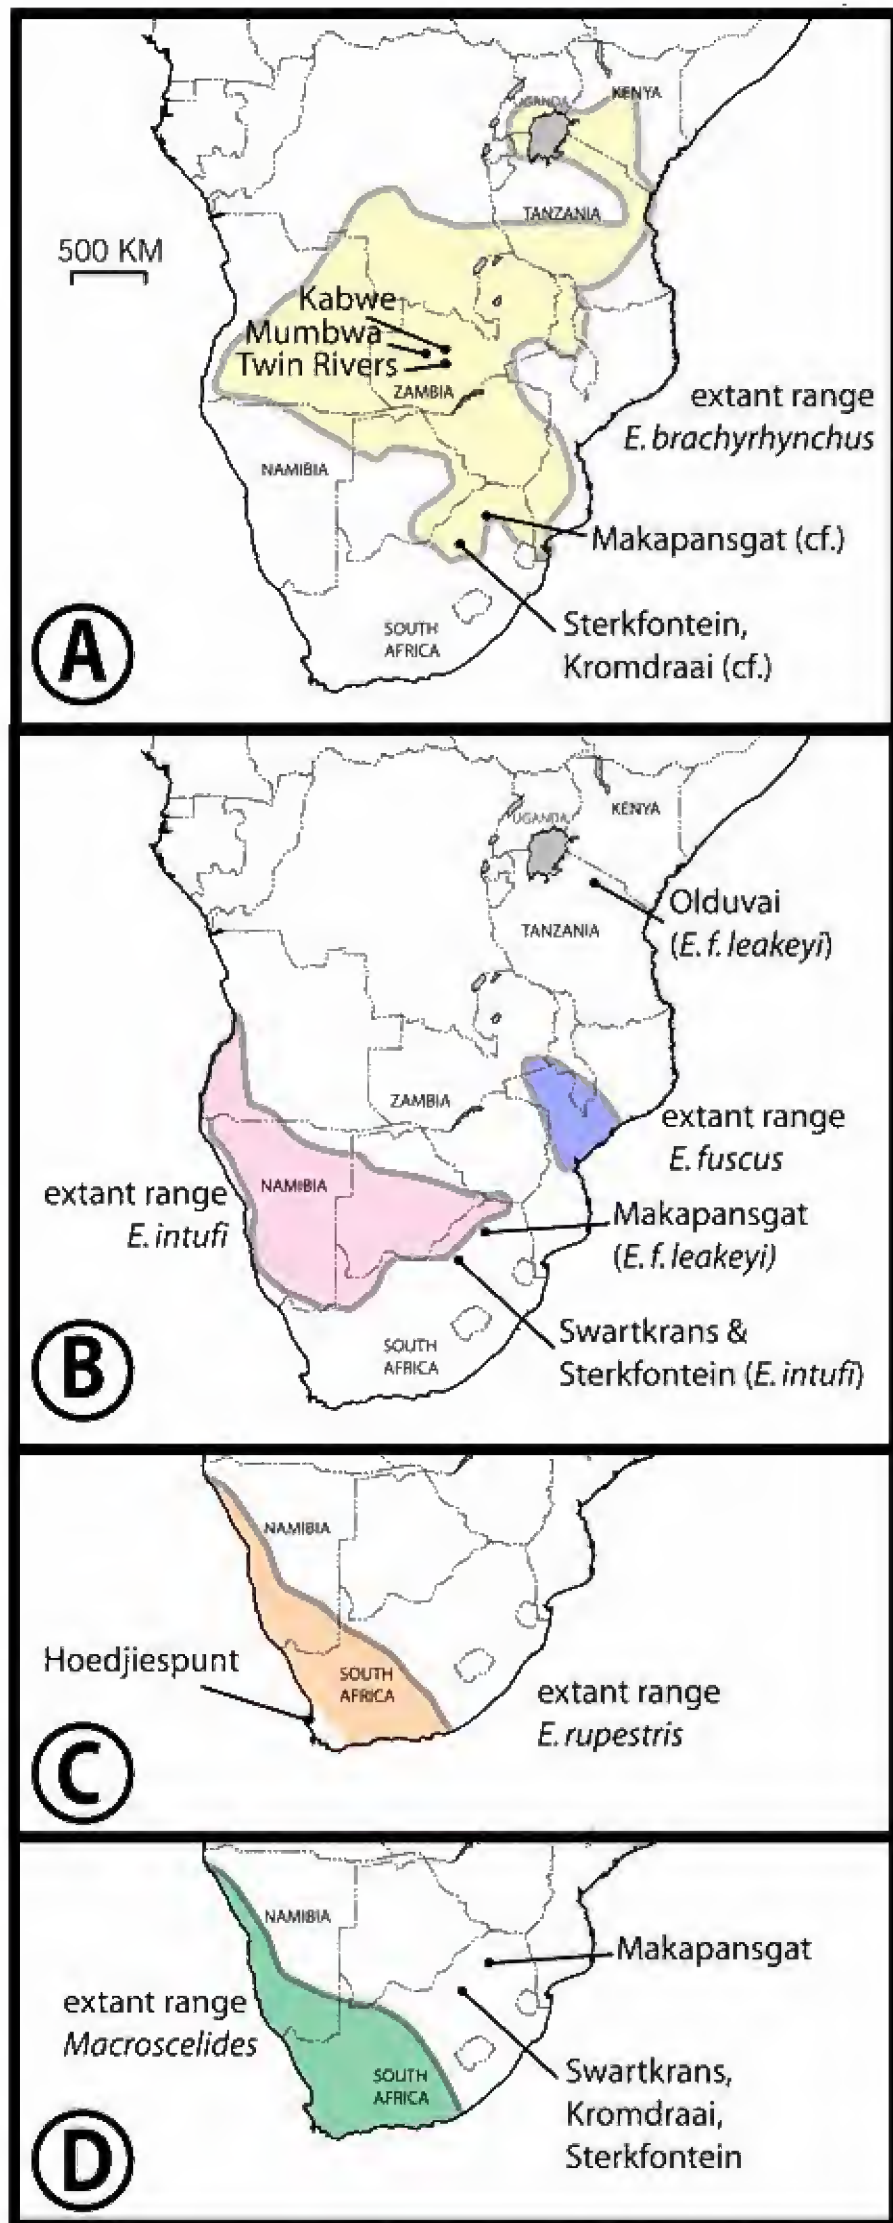 UGANDA
KENYA
TANZANIA
500 KM
Kabwe
Mumbwa
Twin Rivers
ZAMBIA
extant range
E. brachyrhynchus
NAMIBIA
Makapansgat (cf.)
Sterkfontein,
Kromdraai (cf.)
SOUTH
AFRICA
A
UGANDA
KENYA
Olduvai
(E. f. leakeyi)
TANZANIA
ZAMBIA
extant range
E. fuscus
NAMIBIA
extant range
E. intufi
Makapansgat
(E. f. leakeyi)
Swartkrans &
Sterkfontein (E. intufi)
SOUTH
AFRICA
B
NAMIBIA
Hoedjiespunt
SOUTH
AFRICA
extant range
E. rupestris
C
NAMIBIA
Makapansgat
extant range
Macroscelides
SOUTH
AFRICA
Swartkrans,
Kromdraai,
Sterkfontein
D